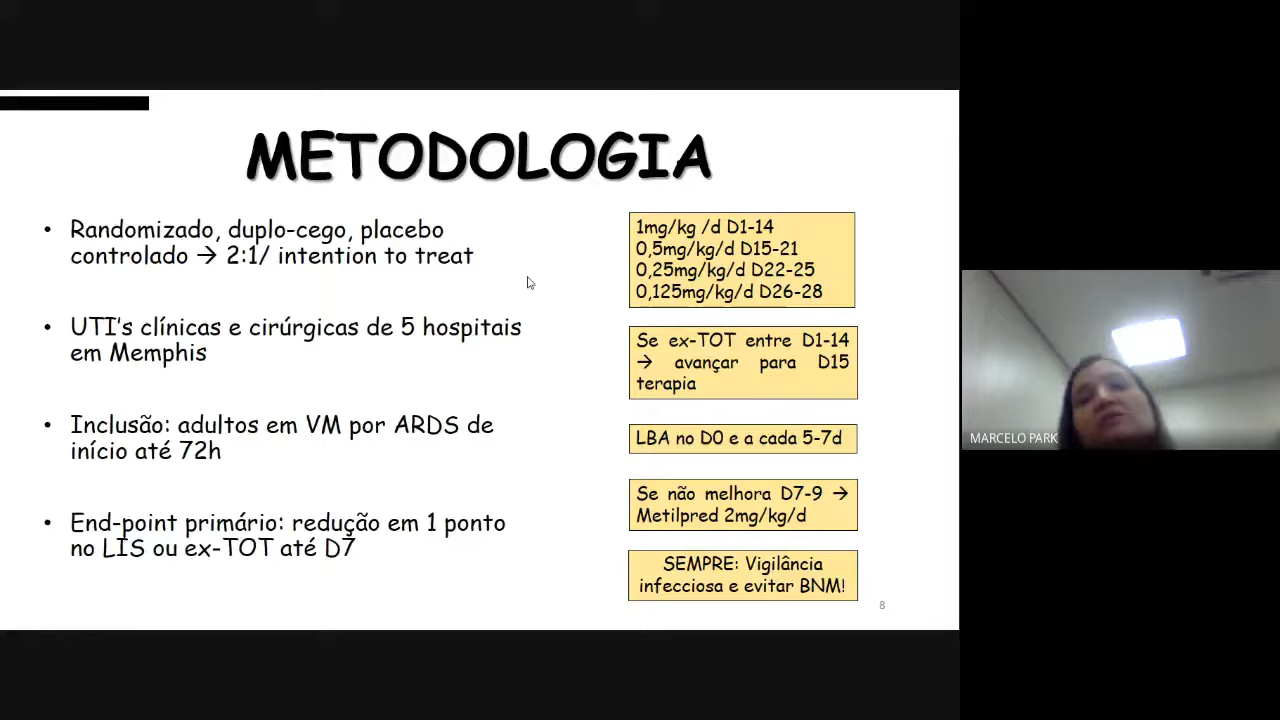 METODOLOGIA
• Randomizado, duplo-cego, placebo
controlado → 2:1/ intention to treat
• UTI's clínicas e cirúrgicas de 5 hospitais
em Memphis
• Inclusão: adultos em VM por ARDS de
início até 72h
• End-point primário: redução em 1 ponto
no LIS ou ex-TOT até D7
1mg/kg /d D1-14
0,5mg/kg/d D15-21
0,25mg/kg/d D22-25
0,125mg/kg/d D26-28
Se ex-TOT entre D1-14
→ avançar para D15
terapia
LBA no D0 e a cada 5-7d
Se não melhora D7-9 →
Metilpred 2mg/kg/d
SEMPRE: Vigilância
infecciosa e evitar BNM!
8
MARCELO PARK